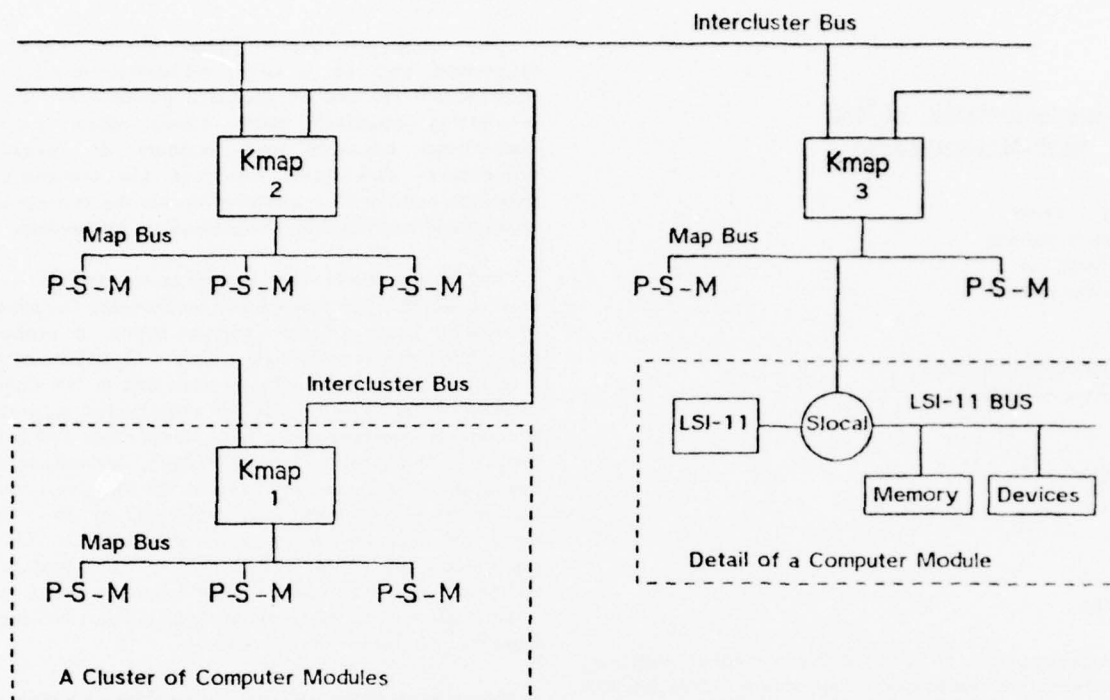 Intercluster Bus
Kmap
2
Kmap
3
Map Bus
P-S-M
P-S-M
P-S-M
Map Bus
P-S-M
P-S-M
Intercluster Bus
LSI-11
Slocal
LSI-11 BUS
Memory
Devices
Detail of a Computer Module
Kmap
1
Map Bus
P-S-M
P-S-M
P-S-M
A Cluster of Computer Modules